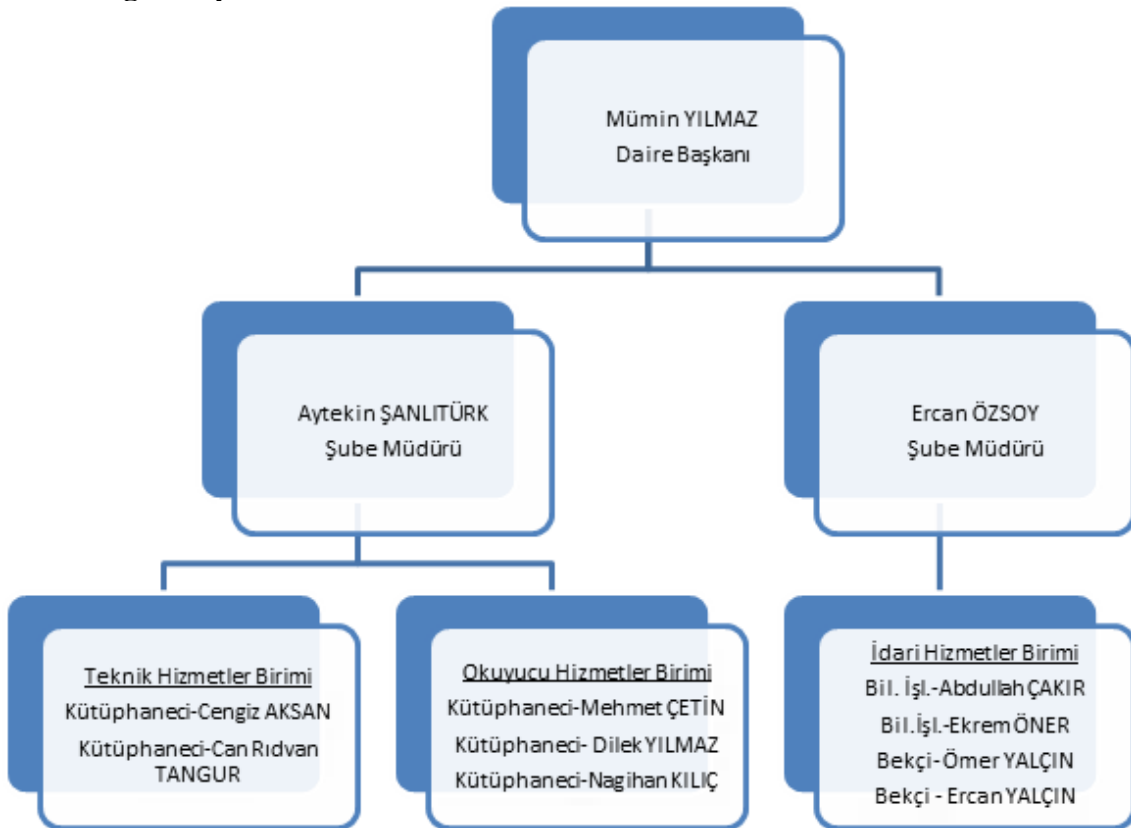 Mümin YILMAZ
Daire Başkanı
Aytekin ŞANLITÜRK
Şube Müdürü
Ercan ÖZSOY
Şube Müdürü
Teknik Hizmetler Birimi
Kütüphaneci-Cengiz AKSAN
Kütüphaneci-Can Rıdvan
TANGUR
Okuyucu Hizmetler Birimi
Kütüphaneci-Mehmet ÇETİN
Kütüphaneci- Dilek YILMAZ
Kütüphaneci-Nagihan KILIÇ
İdari Hizmetler Birimi
Bil. İşl.-Abdullah ÇAKIR
Bil.İşl.-Ekrem ÖNER
Bekçi-Ömer YALÇIN
Bekçi - Ercan YALÇIN